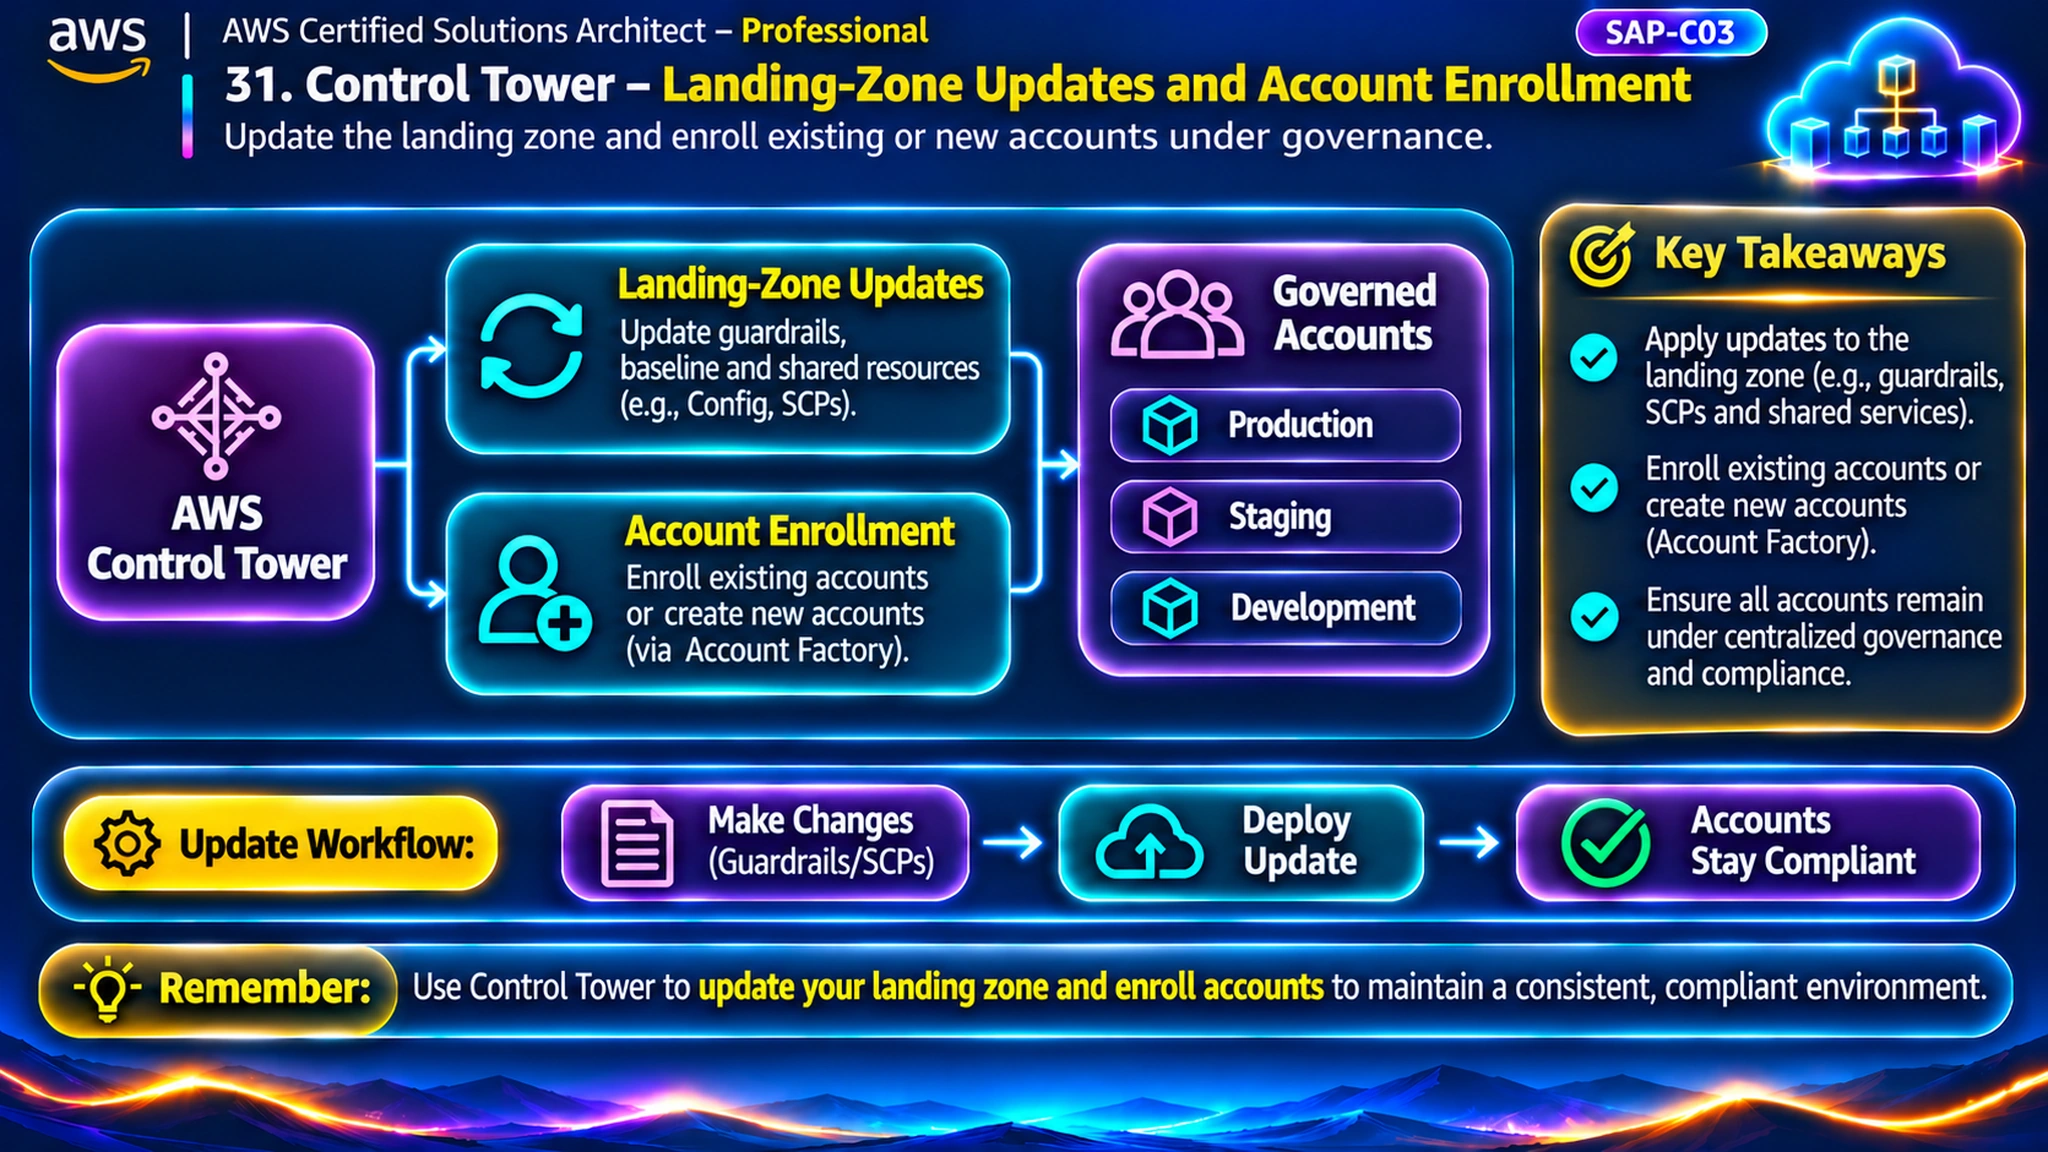 aws
AWS Certified Solutions Architect – Professional
SAP-C03
31. Control Tower – Landing-Zone Updates and Account Enrollment
Update the landing zone and enroll existing or new accounts under governance.
AWS
Control Tower
Landing-Zone Updates
Update guardrails,
baseline and shared resources
(e.g., Config, SCPs).
Account Enrollment
Enroll existing accounts
or create new accounts
(via Account Factory).
Governed
Accounts
Production
Staging
Development
Key Takeaways
Apply updates to the
landing zone (e.g., guardrails,
SCPs and shared services).
Enroll existing accounts or
create new accounts
(Account Factory).
Ensure all accounts remain
under centralized governance
and compliance.
Update Workflow:
Make Changes
(Guardrails/SCPs)
Deploy
Update
Accounts
Stay Compliant
Remember:
Use Control Tower to update your landing zone and enroll accounts to maintain a consistent, compliant environment.